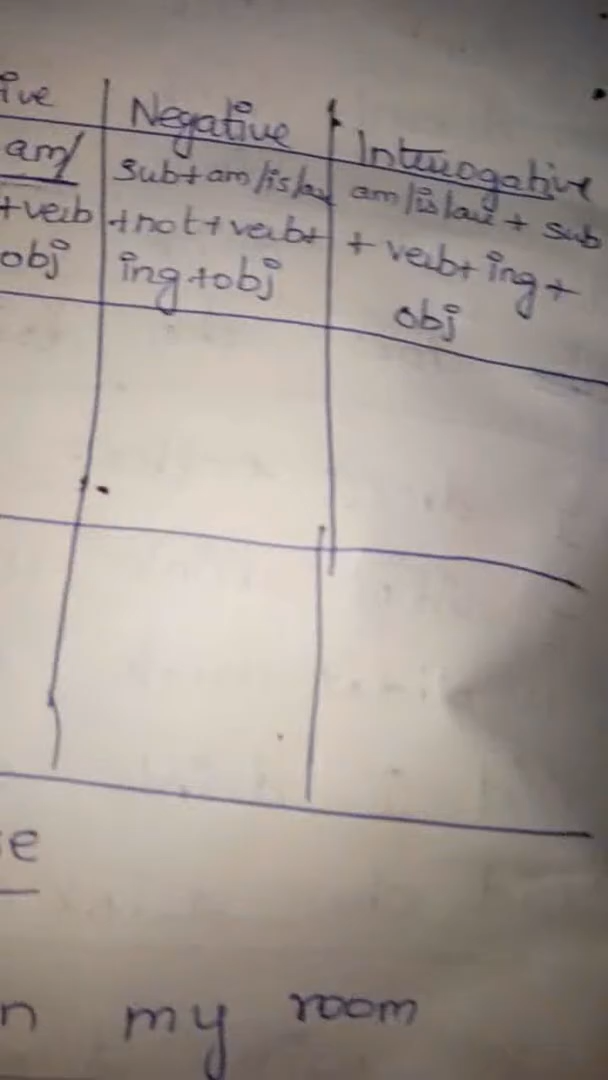 ive
Negative
Interrogative
am/
+verb
obj
sub+am/is/are
+not+verb+
ing+obj
am/is/are + sub
+ verb+ing+
obj
e
my room